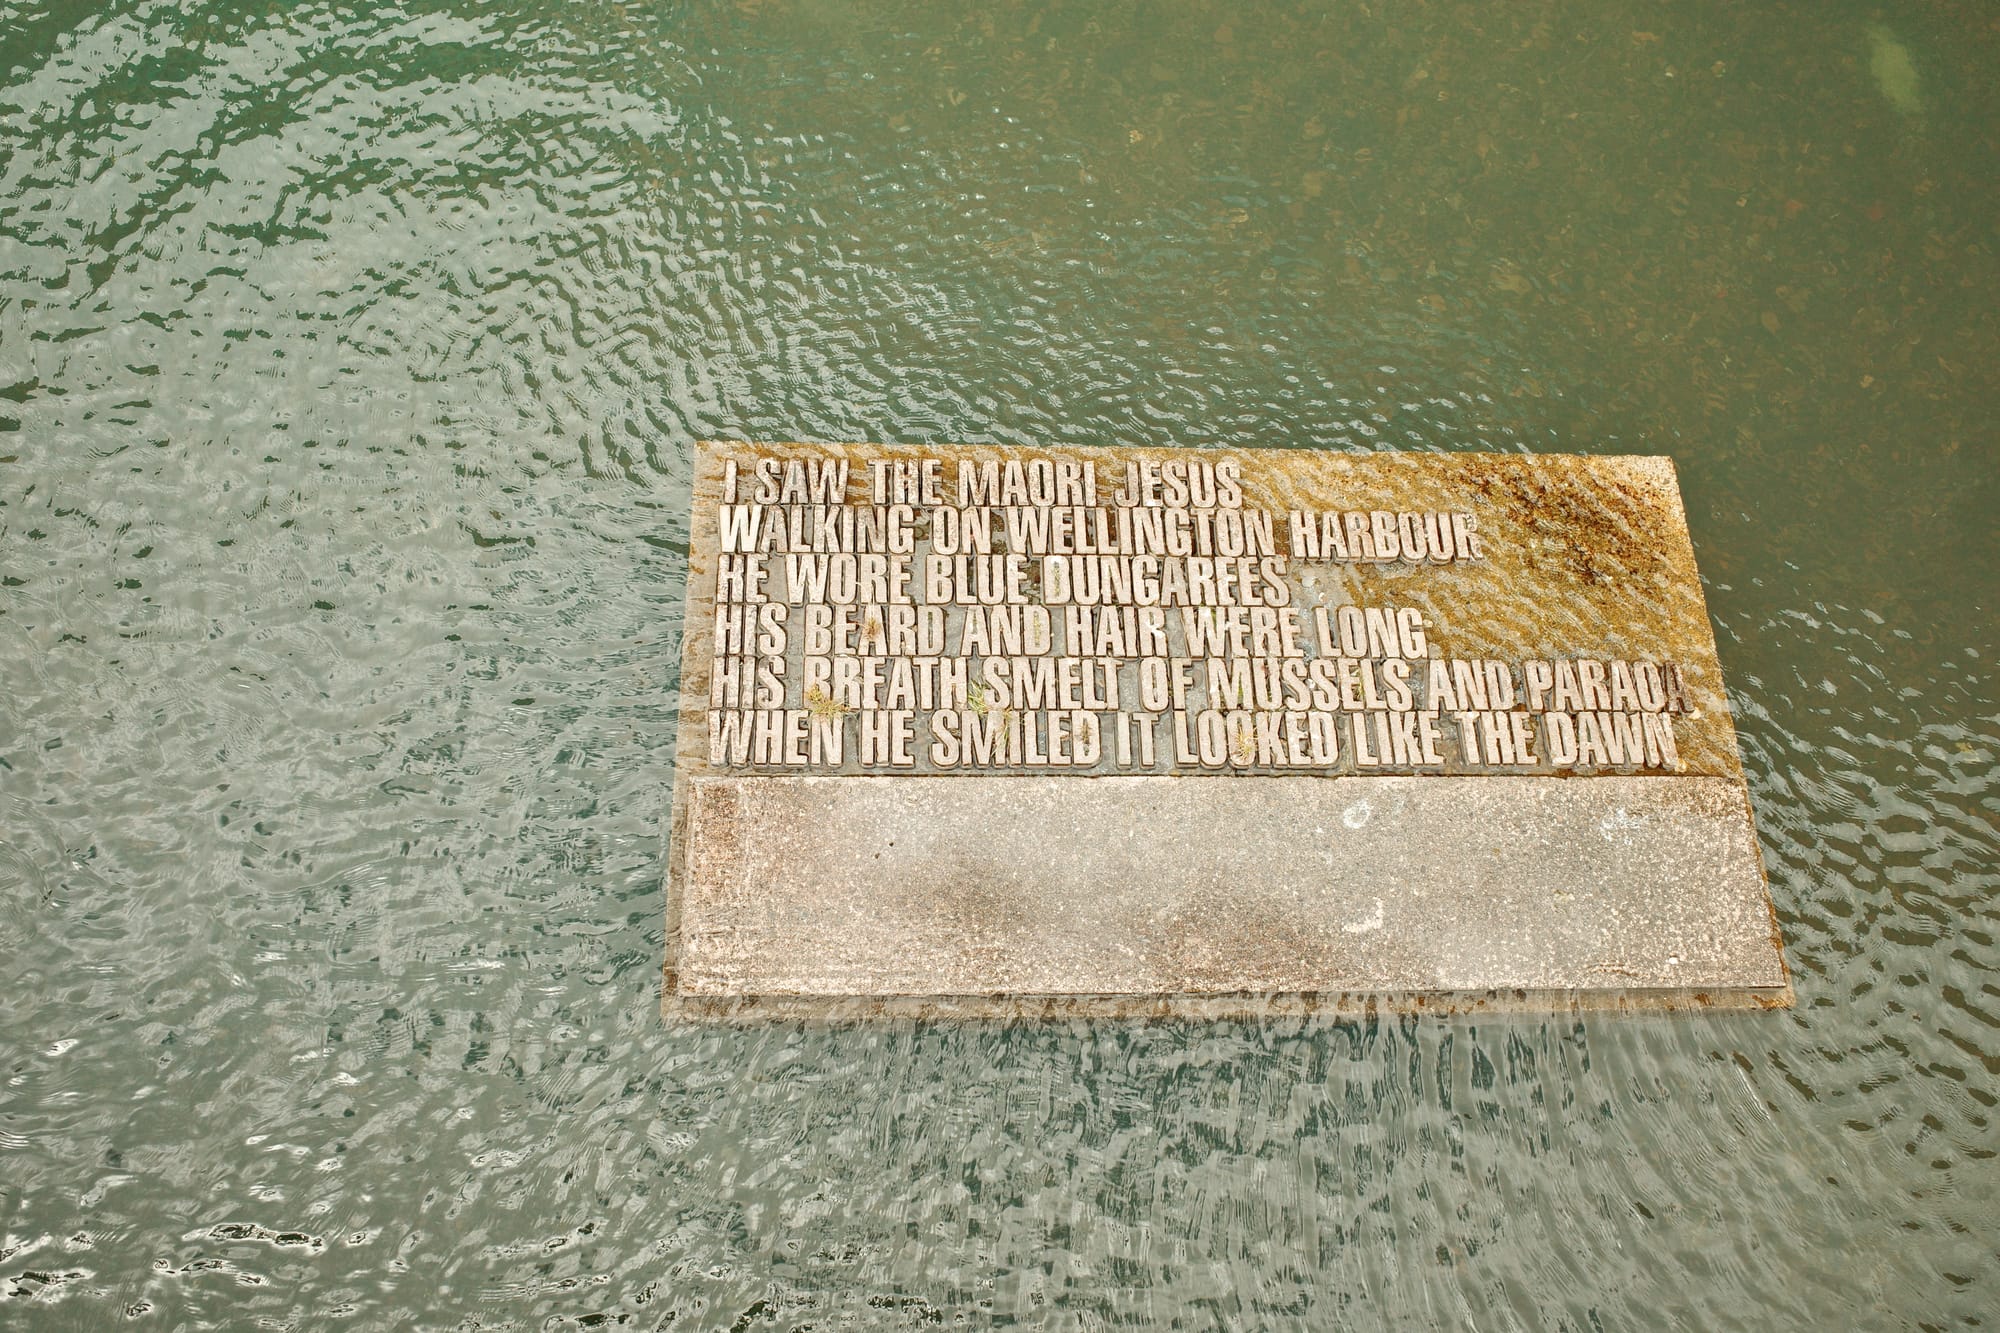 I SAW THE MAORI JESUS
WALKING ON WELLINGTON HARBOUR
HE WORE BLUE DUNGAREES
HIS BEARD AND HAIR WERE LONG
HIS BREATH SMELT OF MUSSELS AND PARAOA
WHEN HE SMILED IT LOOKED LIKE THE DAWN